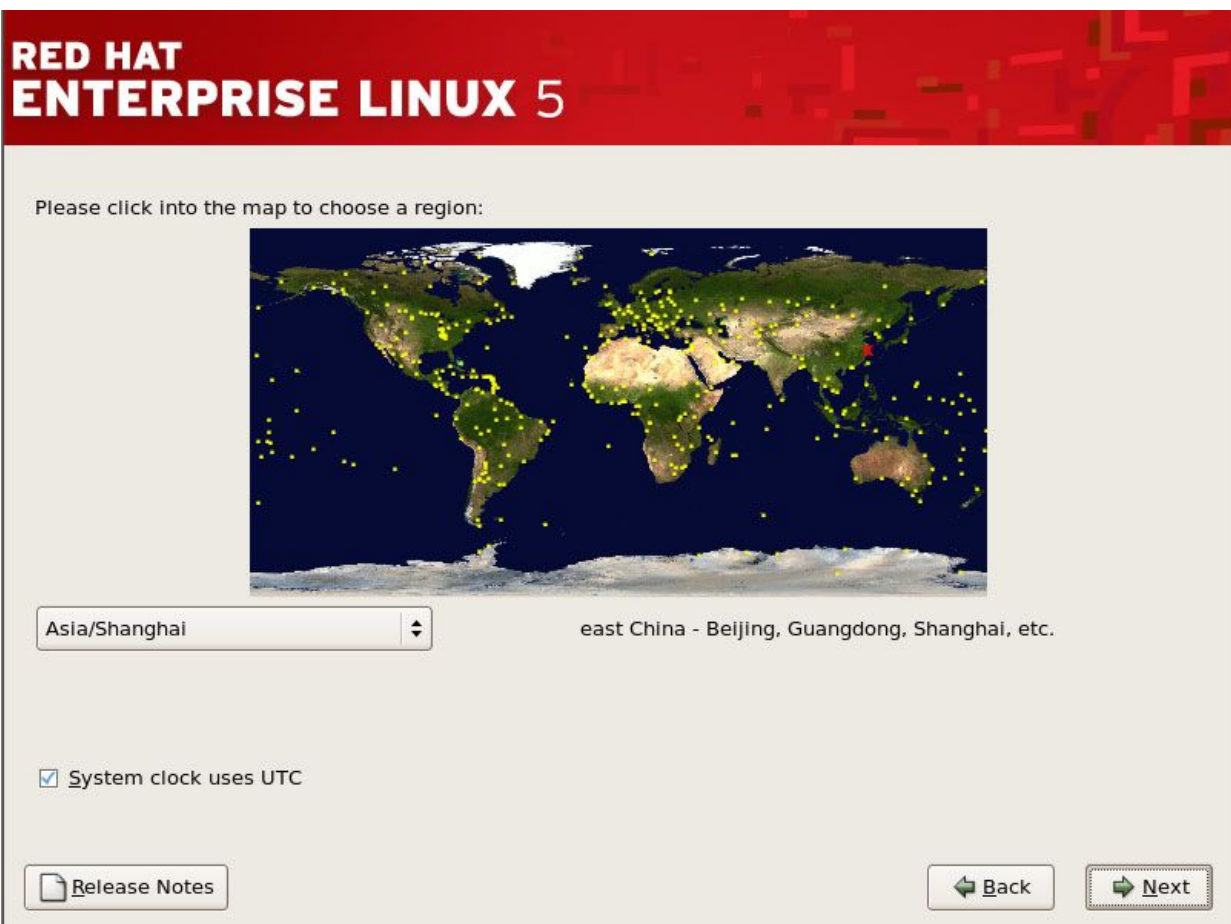 RED HAT
ENTERPRISE LINUX 5
Please click into the map to choose a region:
Asia/Shanghai
east China - Beijing, Guangdong, Shanghai, etc.
System clock uses UTC
Release Notes
Back
Next